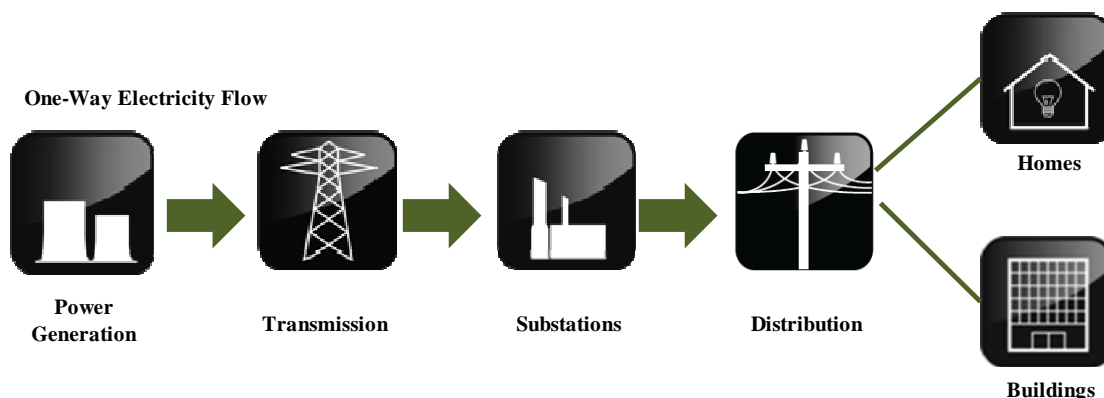 One-Way Electricity Flow
Homes
Power
Generation
Transmission
Substations
Distribution
Buildings